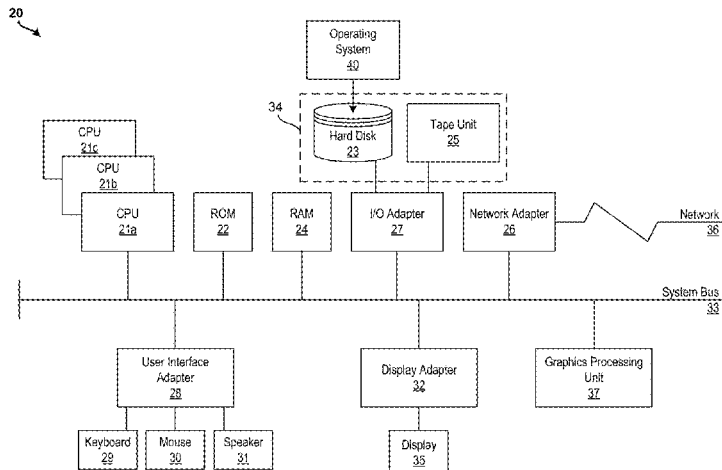 20
Operating
System
40
34
Hard Disk
23
Tape Unit
25
CPU
21c
CPU
21b
CPU
21a
ROM
22
RAM
24
I/O Adapter
27
Network Adapter
26
Network
36
System Bus
33
User Interface
Adapter
28
Display Adapter
32
Graphics Processing
Unit
37
Keyboard
29
Mouse
30
Speaker
31
Display
35